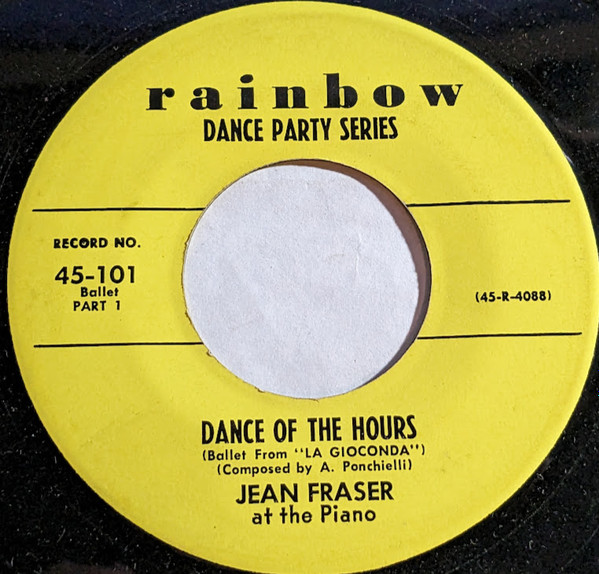 rainbow
DANCE PARTY SERIES
RECORD NO.
45-101
Ballet
PART 1
(45-R-4088)
DANCE OF THE HOURS
(Ballet From "LA GIOCONDA")
(Composed by A. Ponchielli)
JEAN FRASER
at the Piano